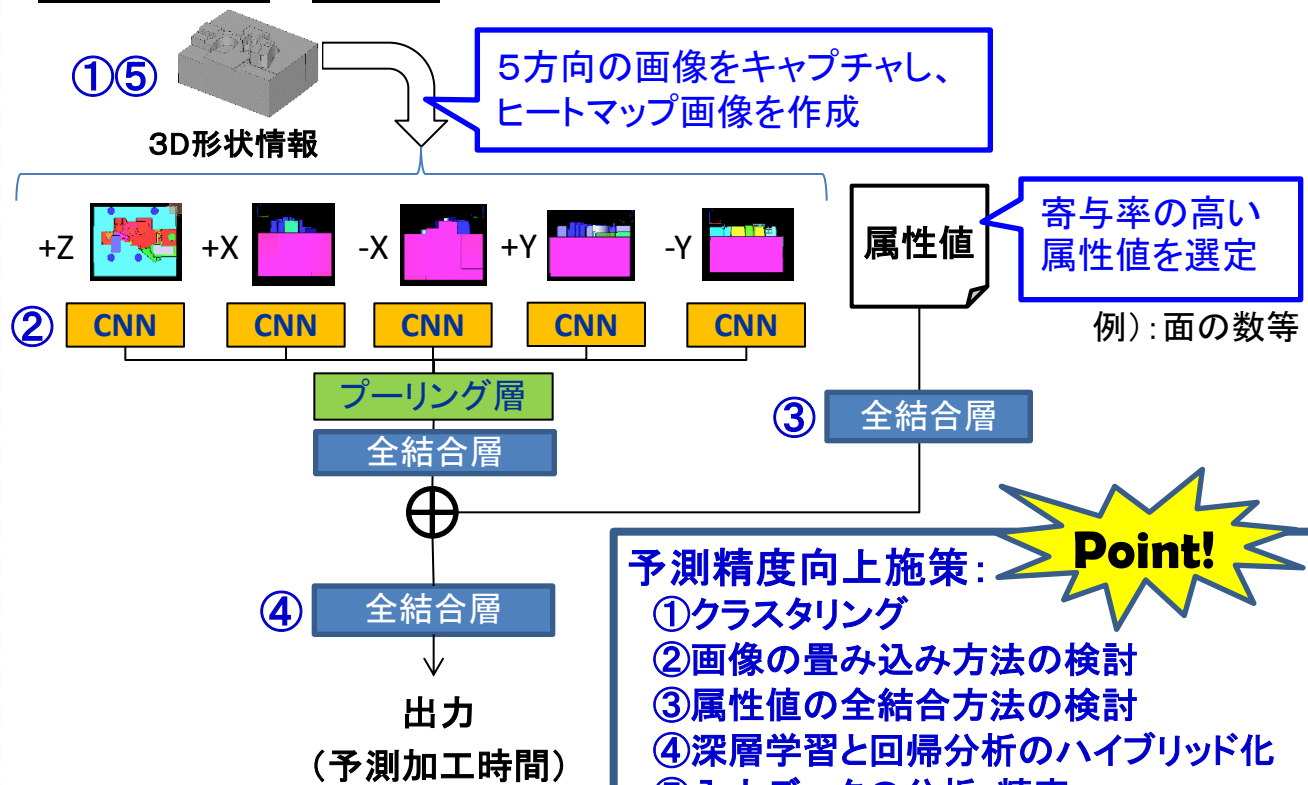 ①⑤
3D形状情報
５方向の画像をキャプチャし、
ヒートマップ画像を作成
+Z
+X
-X
+Y
-Y
属性値
寄与率の高い
属性値を選定
例）：面の数等
②
CNN
CNN
CNN
CNN
CNN
プーリング層
全結合層
③
全結合層
④
全結合層
出力
（予測加工時間）
Point!
予測精度向上施策：
①クラスタリング
②画像の畳み込み方法の検討
③属性値の全結合方法の検討
④深層学習と回帰分析のハイブリッド化